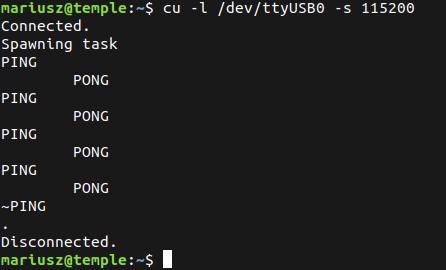 mariusz@temple:~$ cu -l /dev/ttyUSB0 -s 115200
Connected.
Spawning task
PING
PONG
PING
PONG
PING
PONG
PING
PONG
~PING
.
Disconnected.
mariusz@temple:~$